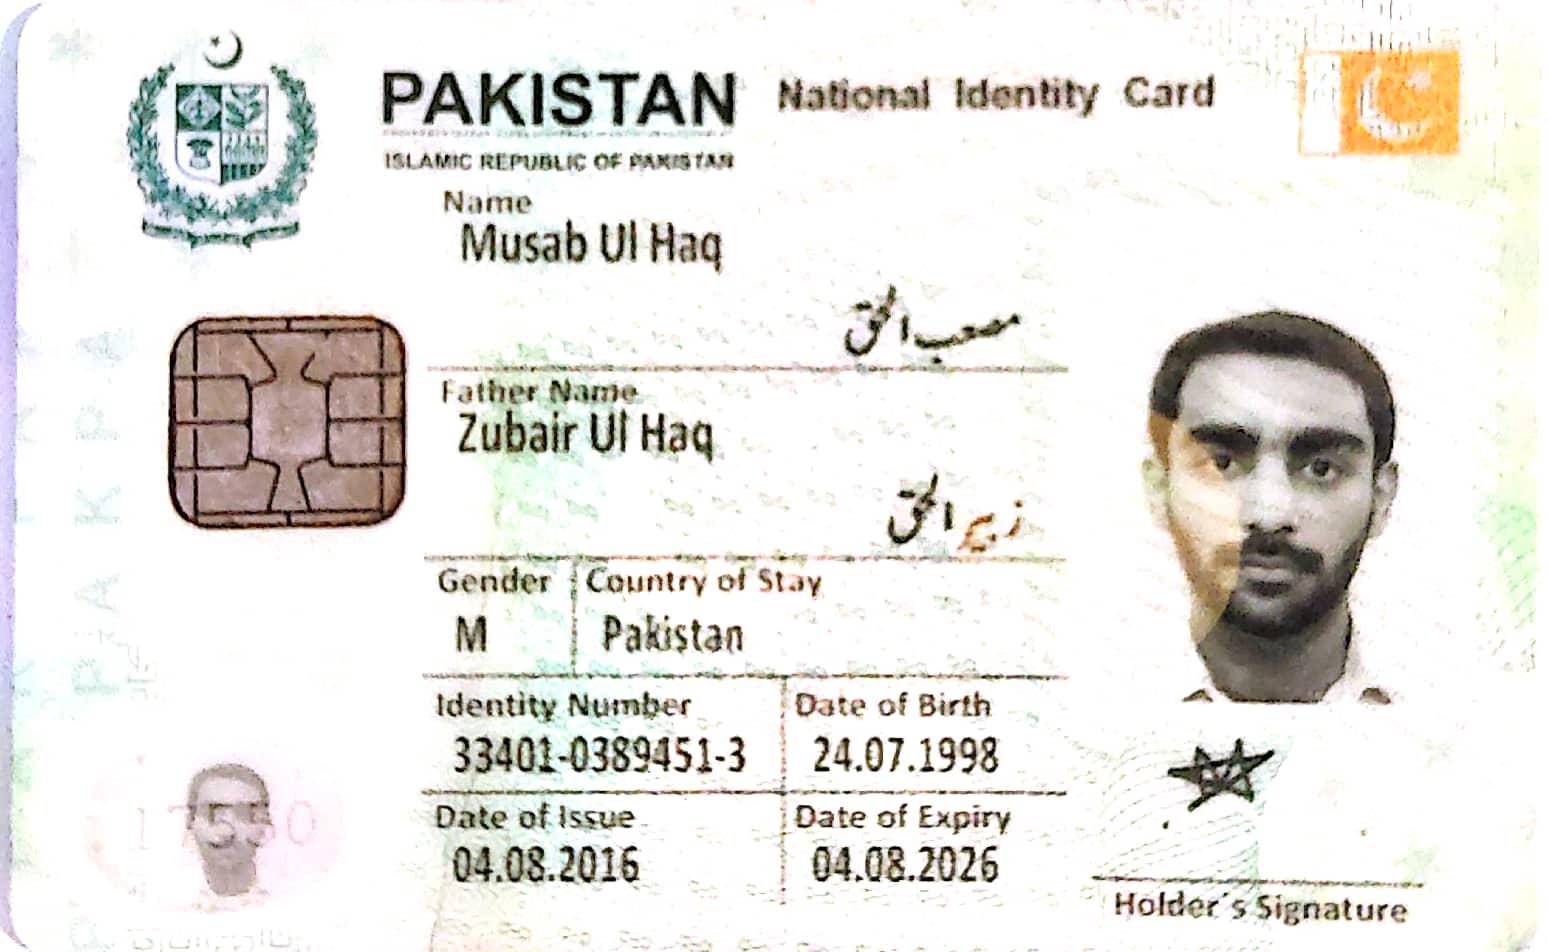 PAKISTAN National Identity Card
ISLAMIC REPUBLIC OF PAKISTAN
Name
Musab Ul Haq
مصعب الحق
Father Name
Zubair Ul Haq
زبیر الحق
Gender Country of Stay
M Pakistan
Identity Number Date of Birth
33401-0389451-3 24.07.1998
Date of Issue Date of Expiry
04.08.2016 04.08.2026
Holder's Signature
PAK